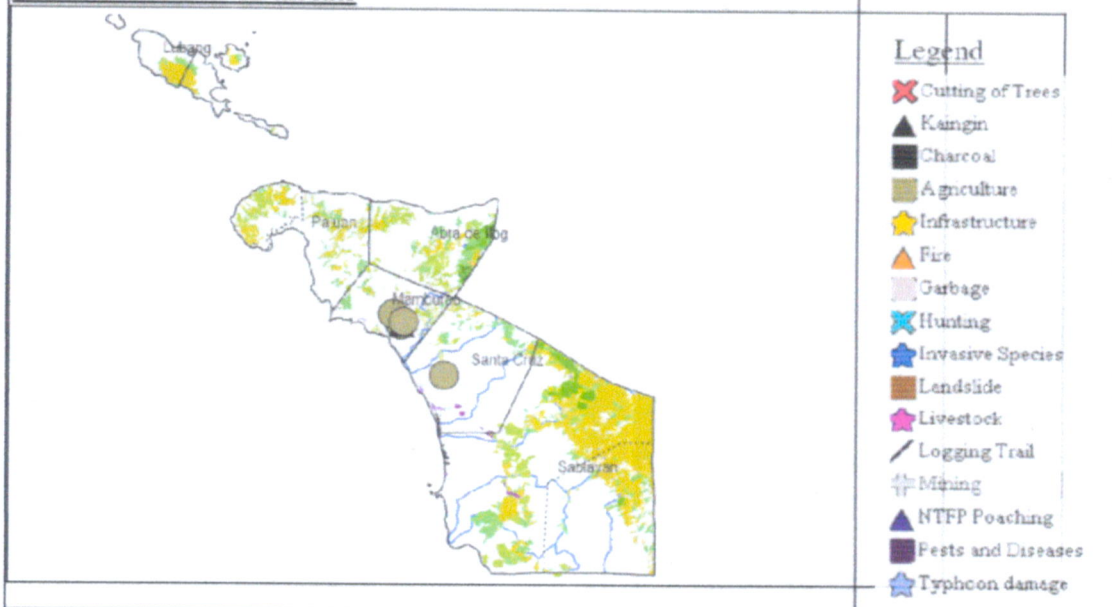 Lubang
Paluan
Abra de Ilog
Mamburao
Santa Cruz
Sablayan
Legend
Cutting of Trees
Kaingin
Charcoal
Agriculture
Infrastructure
Fire
Garbage
Hunting
Invasive Species
Landslide
Livestock
Logging Trail
Mining
NTFP Poaching
Pests and Diseases
Typhoon damage